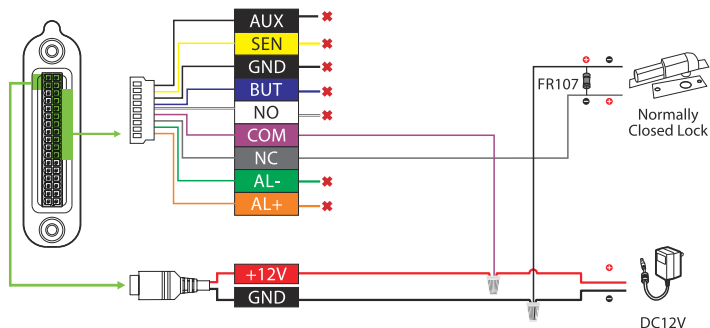 AUX
SEN
GND
BUT
NO
COM
NC
AL-
AL+
FR107
Normally
Closed Lock
+12V
GND
DC12V